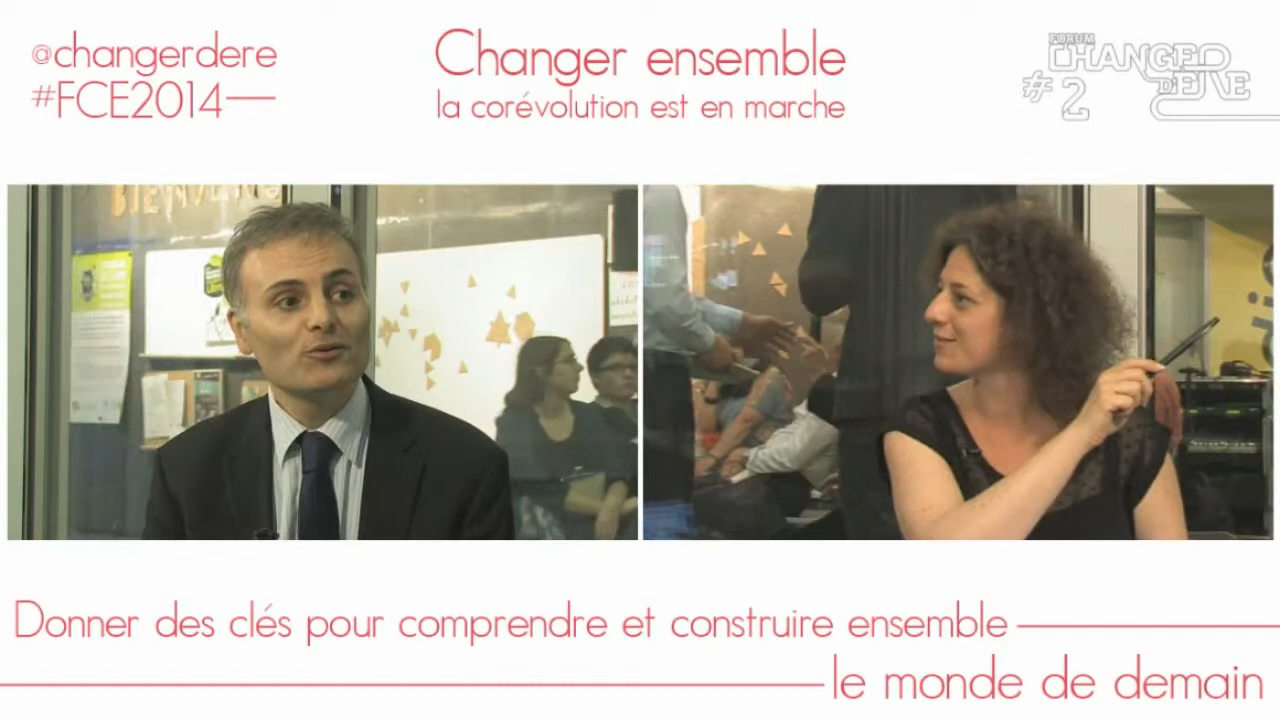 @changerdere
#FCE2014
Changer ensemble
la corévolution est en marche
FORUM
CHANGER
D'ERE
#2
BIENVENUE
Donner des clés pour comprendre et construire ensemble
le monde de demain